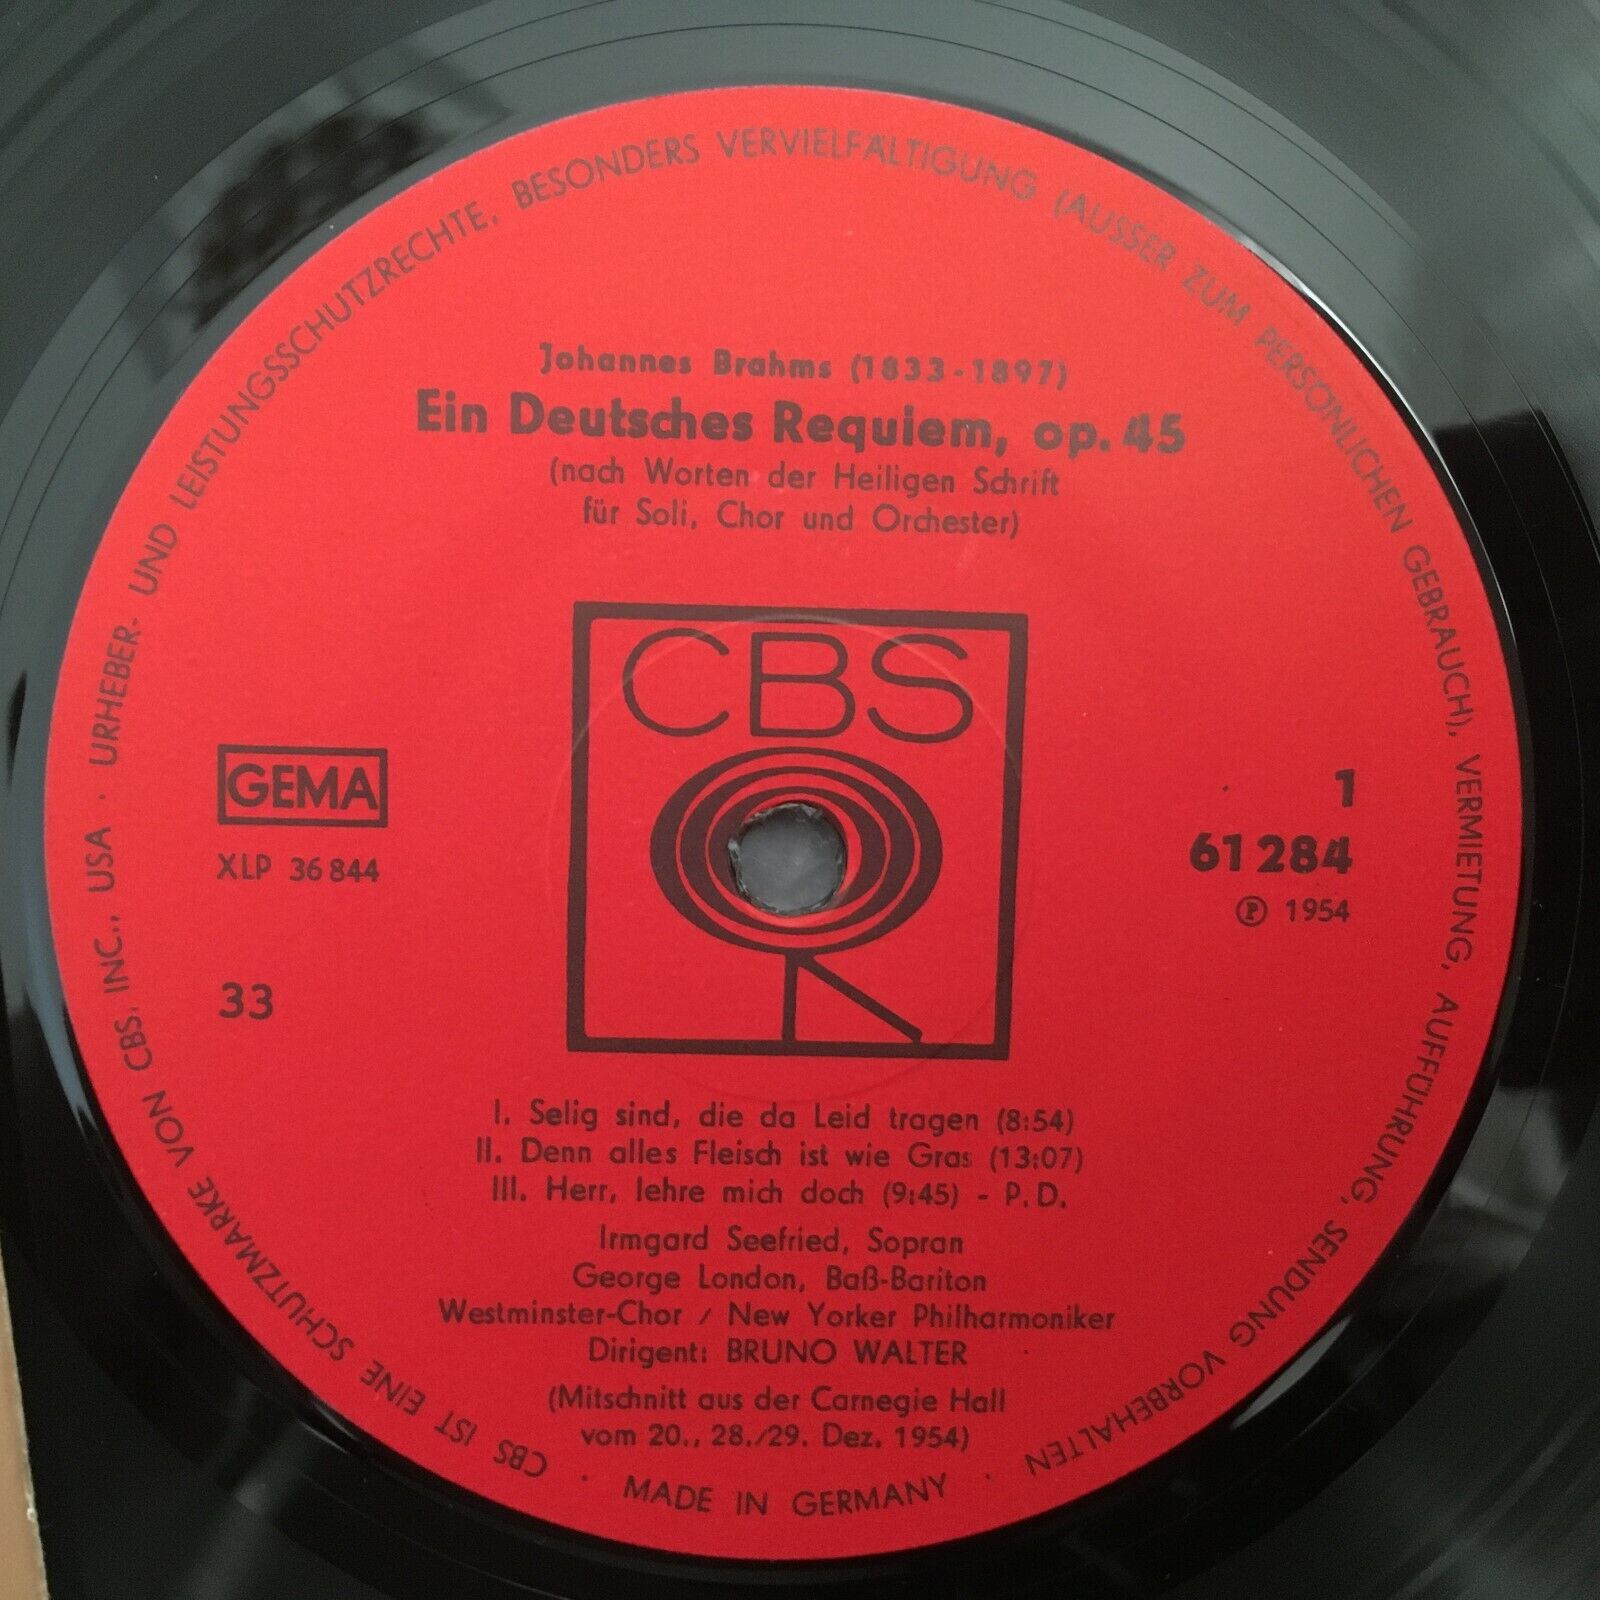 Johannes Brahms (1833-1897)
Ein Deutsches Requiem, op. 45
(nach Worten der Heiligen Schrift
für Soli, Chor und Orchester)
CBS
GEMA
XLP 36 844
33
1
61 284
℗ 1954
I. Selig sind, die da Leid tragen (8:54)
II. Denn alles Fleisch ist wie Gras (13:07)
III. Herr, lehre mich doch (9:45) - P. D.
Irmgard Seefried, Sopran
George London, Baß-Bariton
Westminster-Chor / New Yorker Philharmoniker
Dirigent: BRUNO WALTER
(Mitschnitt aus der Carnegie Hall
vom 20., 28./29. Dez. 1954)
CBS IST EINE SCHUTZMARKE VON CBS, INC., USA · URHEBER- UND LEISTUNGSSCHUTZRECHTE, BESONDERS VERVIELFÄLTIGUNG (AUSSER ZUM PERSÖNLICHEN GEBRAUCH), VERMIETUNG, AUFFÜHRUNG, SENDUNG VORBEHALTEN · MADE IN GERMANY ·